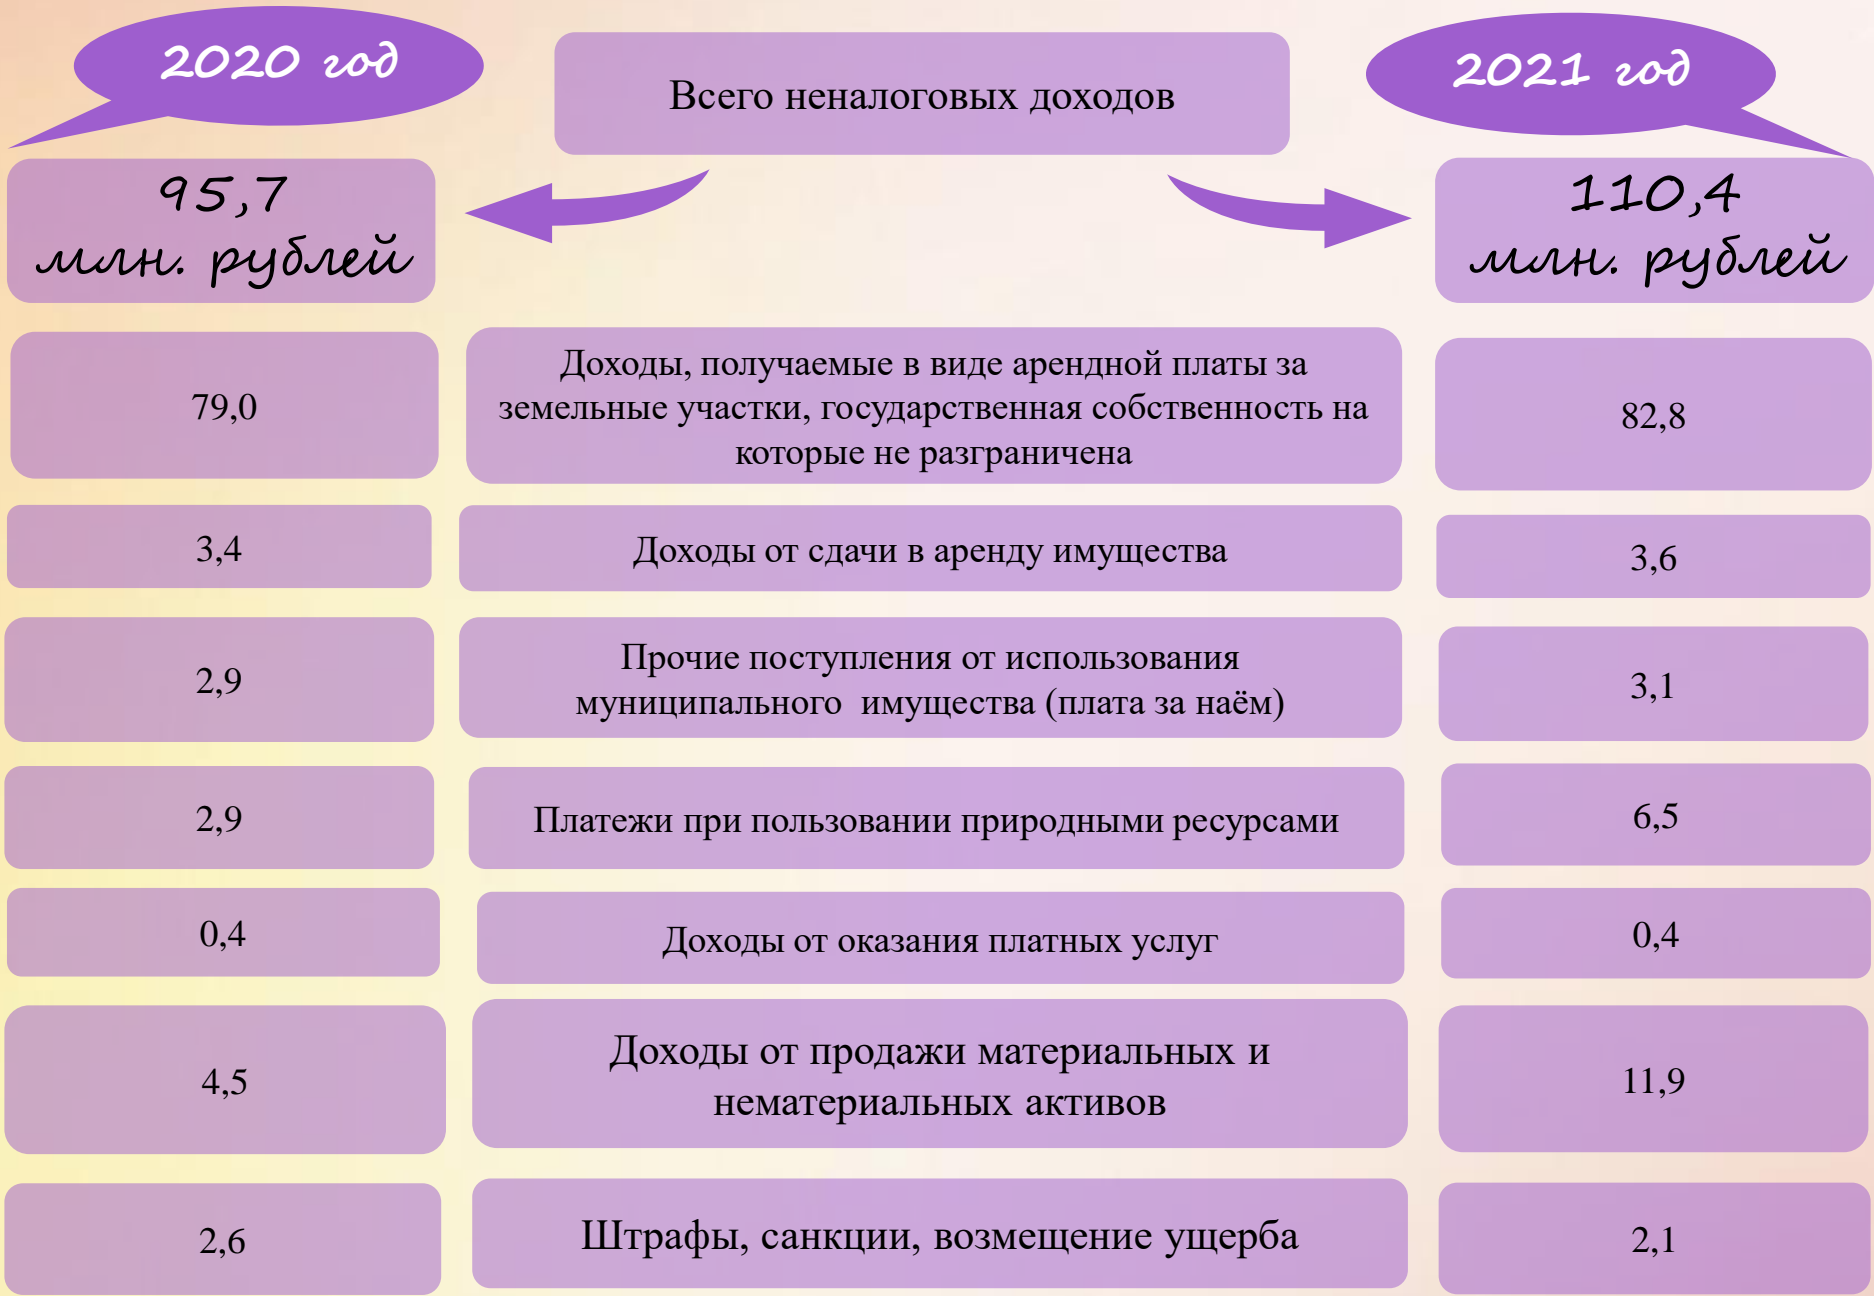 2020 год
Всего неналоговых доходов
2021 год
95,7
млн. рублей
110,4
млн. рублей
79,0
Доходы, получаемые в виде арендной платы за
земельные участки, государственная собственность на
которые не разграничена
82,8
3,4
Доходы от сдачи в аренду имущества
3,6
2,9
Прочие поступления от использования
муниципального имущества (плата за наём)
3,1
2,9
Платежи при пользовании природными ресурсами
6,5
0,4
Доходы от оказания платных услуг
0,4
4,5
Доходы от продажи материальных и
нематериальных активов
11,9
2,6
Штрафы, санкции, возмещение ущерба
2,1